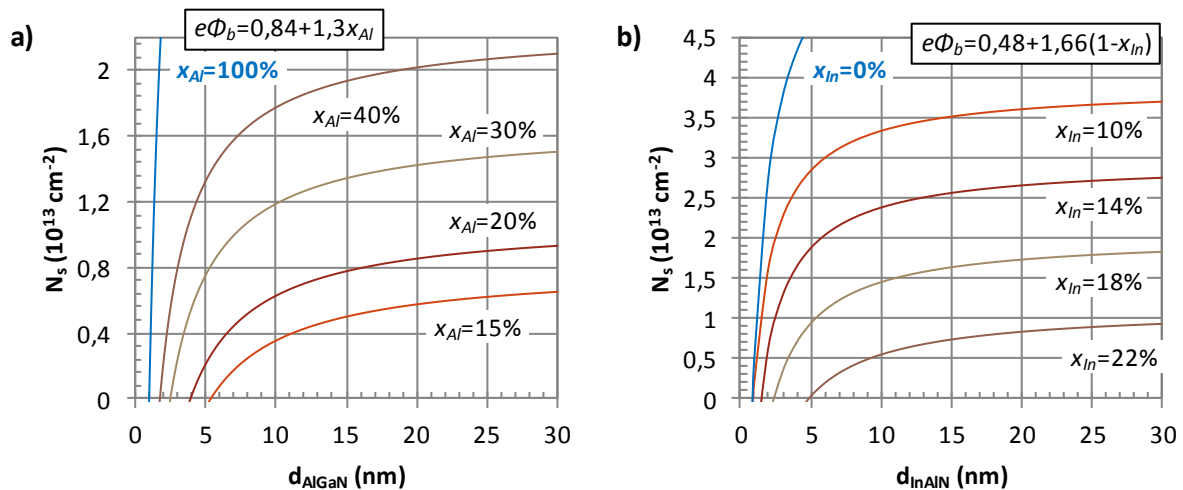 a)
eΦb=0,84+1,3xAl
2
1,6
1,2
0,8
0,4
0
Ns (10^13 cm^-2)
xAl=100%
xAl=40%
xAl=30%
xAl=20%
xAl=15%
0 5 10 15 20 25 30
dAlGaN (nm)
b)
eΦb=0,48+1,66(1-xIn)
4,5
4
3,5
3
2,5
2
1,5
1
0,5
0
Ns (10^13 cm^-2)
xIn=0%
xIn=10%
xIn=14%
xIn=18%
xIn=22%
0 5 10 15 20 25 30
dInAlN (nm)